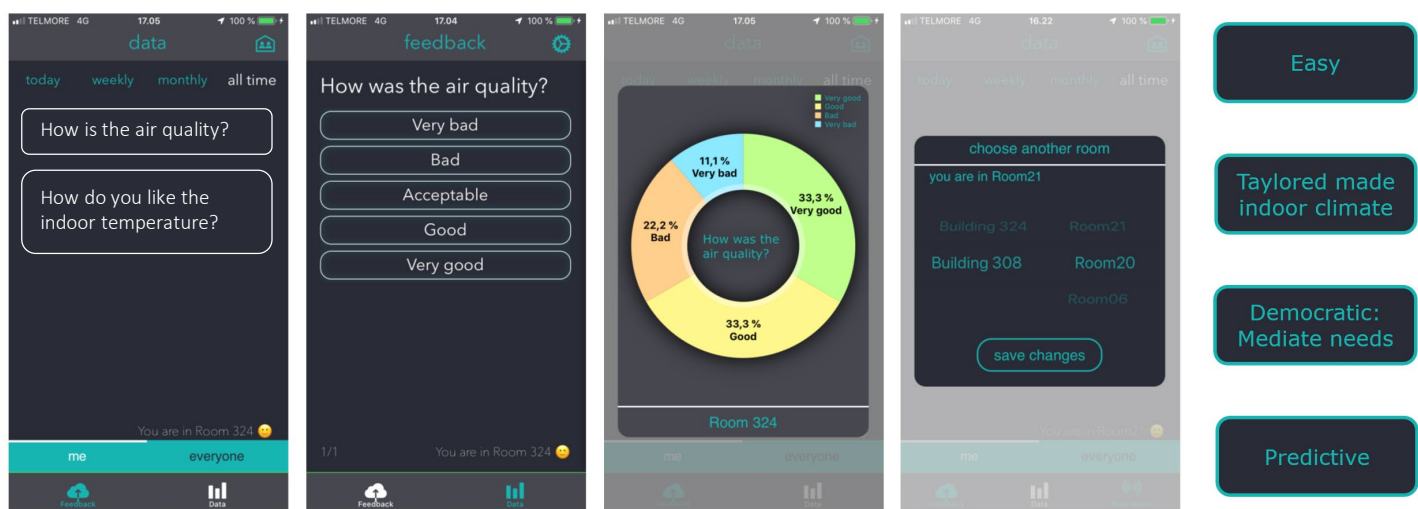 TELMORE 4G 17.05 100 %
data
today weekly monthly all time
How is the air quality?
How do you like the
indoor temperature?
You are in Room 324 🙂
me everyone
Feedback Data
TELMORE 4G 17.04 100 %
feedback
How was the air quality?
Very bad
Bad
Acceptable
Good
Very good
1/1 You are in Room 324 🙂
Feedback Data
TELMORE 4G 17.05 100 %
data
today weekly monthly all time
Very good
Good
Bad
Very bad
11,1 %
Very bad
33,3 %
Very good
22,2 %
Bad
How was the
air quality?
33,3 %
Good
Room 324
me everyone
Data
TELMORE 4G 16.22 100 %
data
today weekly monthly all time
choose another room
you are in Room21
Building 324 Room21
Building 308 Room20
Room06
save changes
You are in Room21
me everyone
Data
Easy
Taylored made
indoor climate
Democratic:
Mediate needs
Predictive